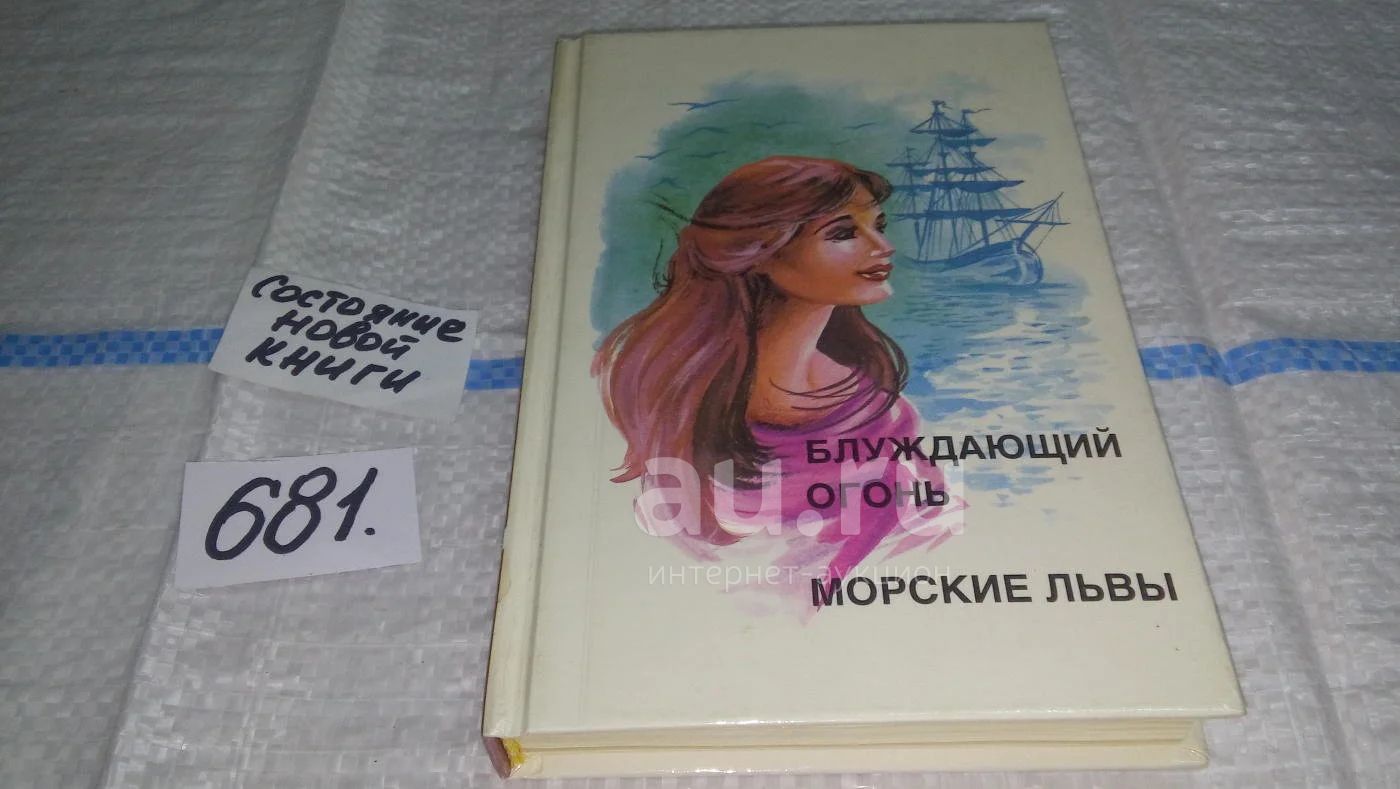 Состояние
новой
книги
681.
БЛУЖДАЮЩИЙ
ОГОНЬ
МОРСКИЕ ЛЬВЫ
au.ru
интернет-аукцион